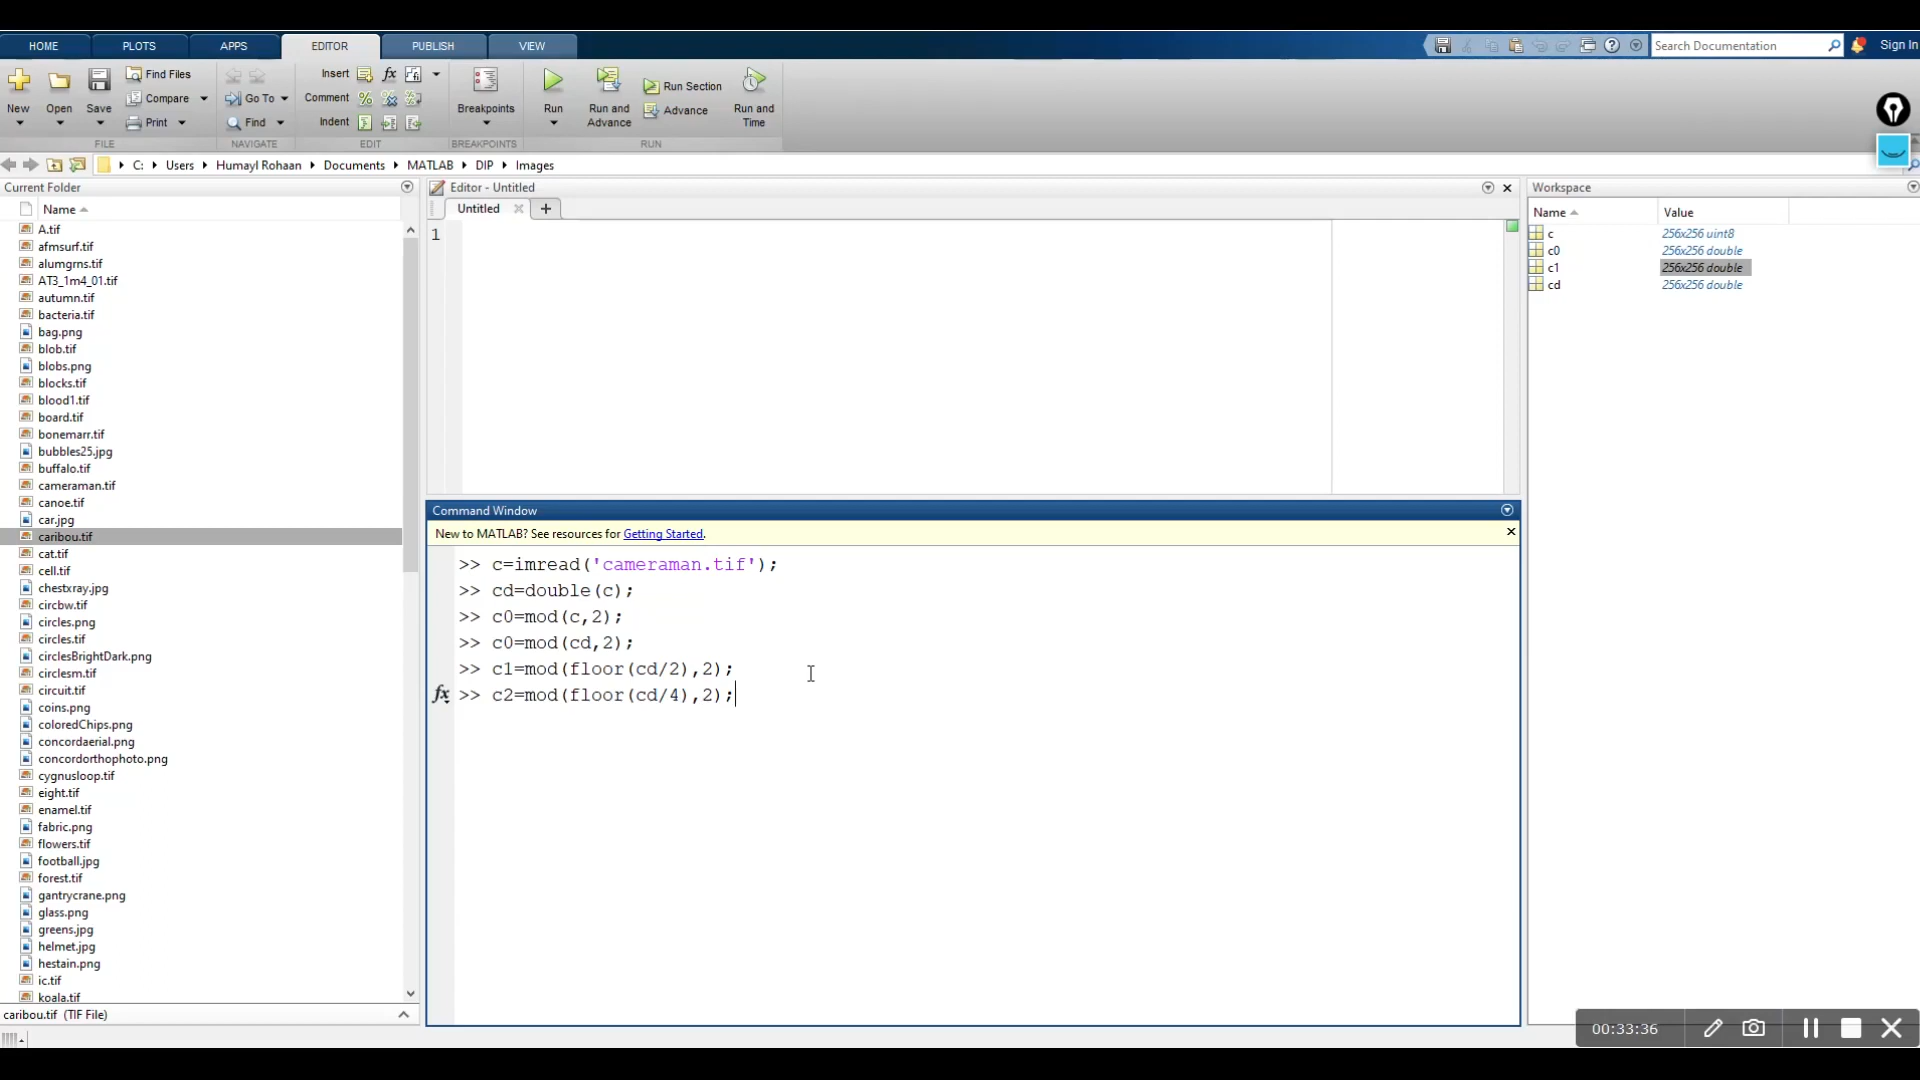 HOME PLOTS APPS EDITOR PUBLISH VIEW Search Documentation Sign In
New Open Save Find Files Compare Print Go To Find Insert fx Comment Indent Breakpoints Run Run and Advance Run Section Advance Run and Time
FILE NAVIGATE EDIT BREAKPOINTS RUN
C: Users Humayl Rohaan Documents MATLAB DIP Images
Current Folder
Name
A.tif
afmsurf.tif
alumgrns.tif
AT3_1m4_01.tif
autumn.tif
bacteria.tif
bag.png
blob.tif
blobs.png
blocks.tif
blood1.tif
board.tif
bonemarr.tif
bubbles25.jpg
buffalo.tif
cameraman.tif
canoe.tif
car.jpg
caribou.tif
cat.tif
cell.tif
chestxray.jpg
circbw.tif
circles.png
circles.tif
circlesBrightDark.png
circlesm.tif
circuit.tif
coins.png
coloredChips.png
concordaerial.png
concordorthophoto.png
cygnusloop.tif
eight.tif
enamel.tif
fabric.png
flowers.tif
football.jpg
forest.tif
gantrycrane.png
glass.png
greens.jpg
helmet.jpg
hestain.png
ic.tif
koala.tif
caribou.tif (TIF File)
Editor - Untitled
Untitled
1
Command Window
New to MATLAB? See resources for Getting Started.
>> c=imread('cameraman.tif');
>> cd=double(c);
>> c0=mod(c,2);
>> c0=mod(cd,2);
>> c1=mod(floor(cd/2),2);
fx >> c2=mod(floor(cd/4),2);
Workspace
Name Value
c 256x256 uint8
c0 256x256 double
c1 256x256 double
cd 256x256 double
00:33:36